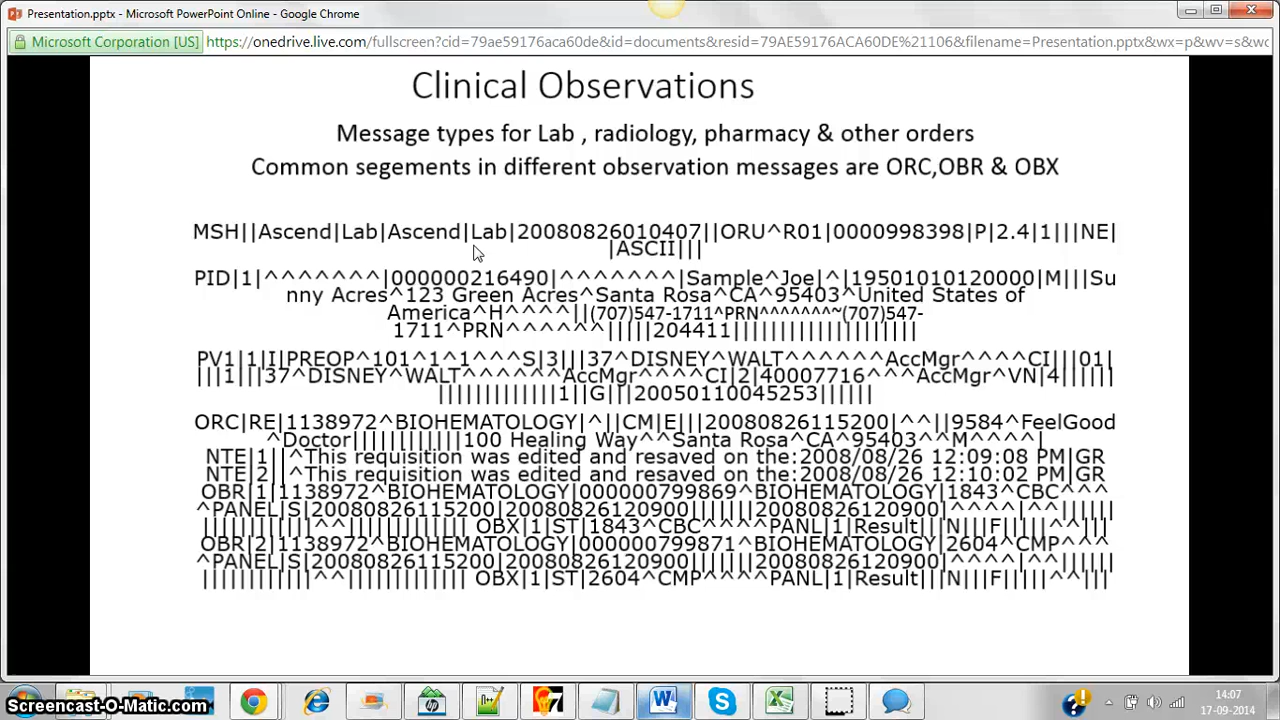 Presentation.pptx - Microsoft PowerPoint Online - Google Chrome
Microsoft Corporation [US] https://onedrive.live.com/fullscreen?cid=79ae59176aca60de&id=documents&resid=79AE59176ACA60DE%21106&filename=Presentation.pptx&wx=p&wv=s&wc
Clinical Observations
Message types for Lab , radiology, pharmacy & other orders
Common segements in different observation messages are ORC,OBR & OBX
MSH||Ascend|Lab|Ascend|Lab|20080826010407||ORU^R01|0000998398|P|2.4|1|||NE|
|ASCII|||
PID|1|^^^^^^^|000000216490|^^^^^^^|Sample^Joe|^|19501010120000|M|||Su
nny Acres^123 Green Acres^Santa Rosa^CA^95403^United States of
America^H^^^^||(707)547-1711^PRN^^^^^^^~(707)547-
1711^PRN^^^^^^|||||204411||||||||||||||||||||
PV1|1|I|PREOP^101^1^1^^^S|3|||37^DISNEY^WALT^^^^^^AccMgr^^^^CI|||01|
|||1|||37^DISNEY^WALT^^^^^^AccMgr^^^^CI|2|40007716^^^AccMgr^VN|4||||||
|||||||||||||1||G|||20050110045253||||||
ORC|RE|1138972^BIOHEMATOLOGY|^||CM|E|||20080826115200|^^||9584^FeelGood
^Doctor||||||||||||100 Healing Way^^Santa Rosa^CA^95403^^M^^^^|
NTE|1||^This requisition was edited and resaved on the:2008/08/26 12:09:08 PM|GR
NTE|2||^This requisition was edited and resaved on the:2008/08/26 12:10:02 PM|GR
OBR|1|1138972^BIOHEMATOLOGY|000000799869^BIOHEMATOLOGY|1843^CBC^^^
^PANEL|S|20080826115200|20080826120900|||||||20080826120900|^^^^|^^||||||
||||||||||||^^||||||||||||||| OBX|1|ST|1843^CBC^^^^PANL|1|Result|||N|||F|||||^^|||
OBR|2|1138972^BIOHEMATOLOGY|000000799871^BIOHEMATOLOGY|2604^CMP^^^
^PANEL|S|20080826115200|20080826120900|||||||20080826120900|^^^^|^^||||||
||||||||||||^^||||||||||||||| OBX|1|ST|2604^CMP^^^^PANL|1|Result|||N|||F|||||^^|||
Screencast-O-Matic.com
14:07
17-09-2014